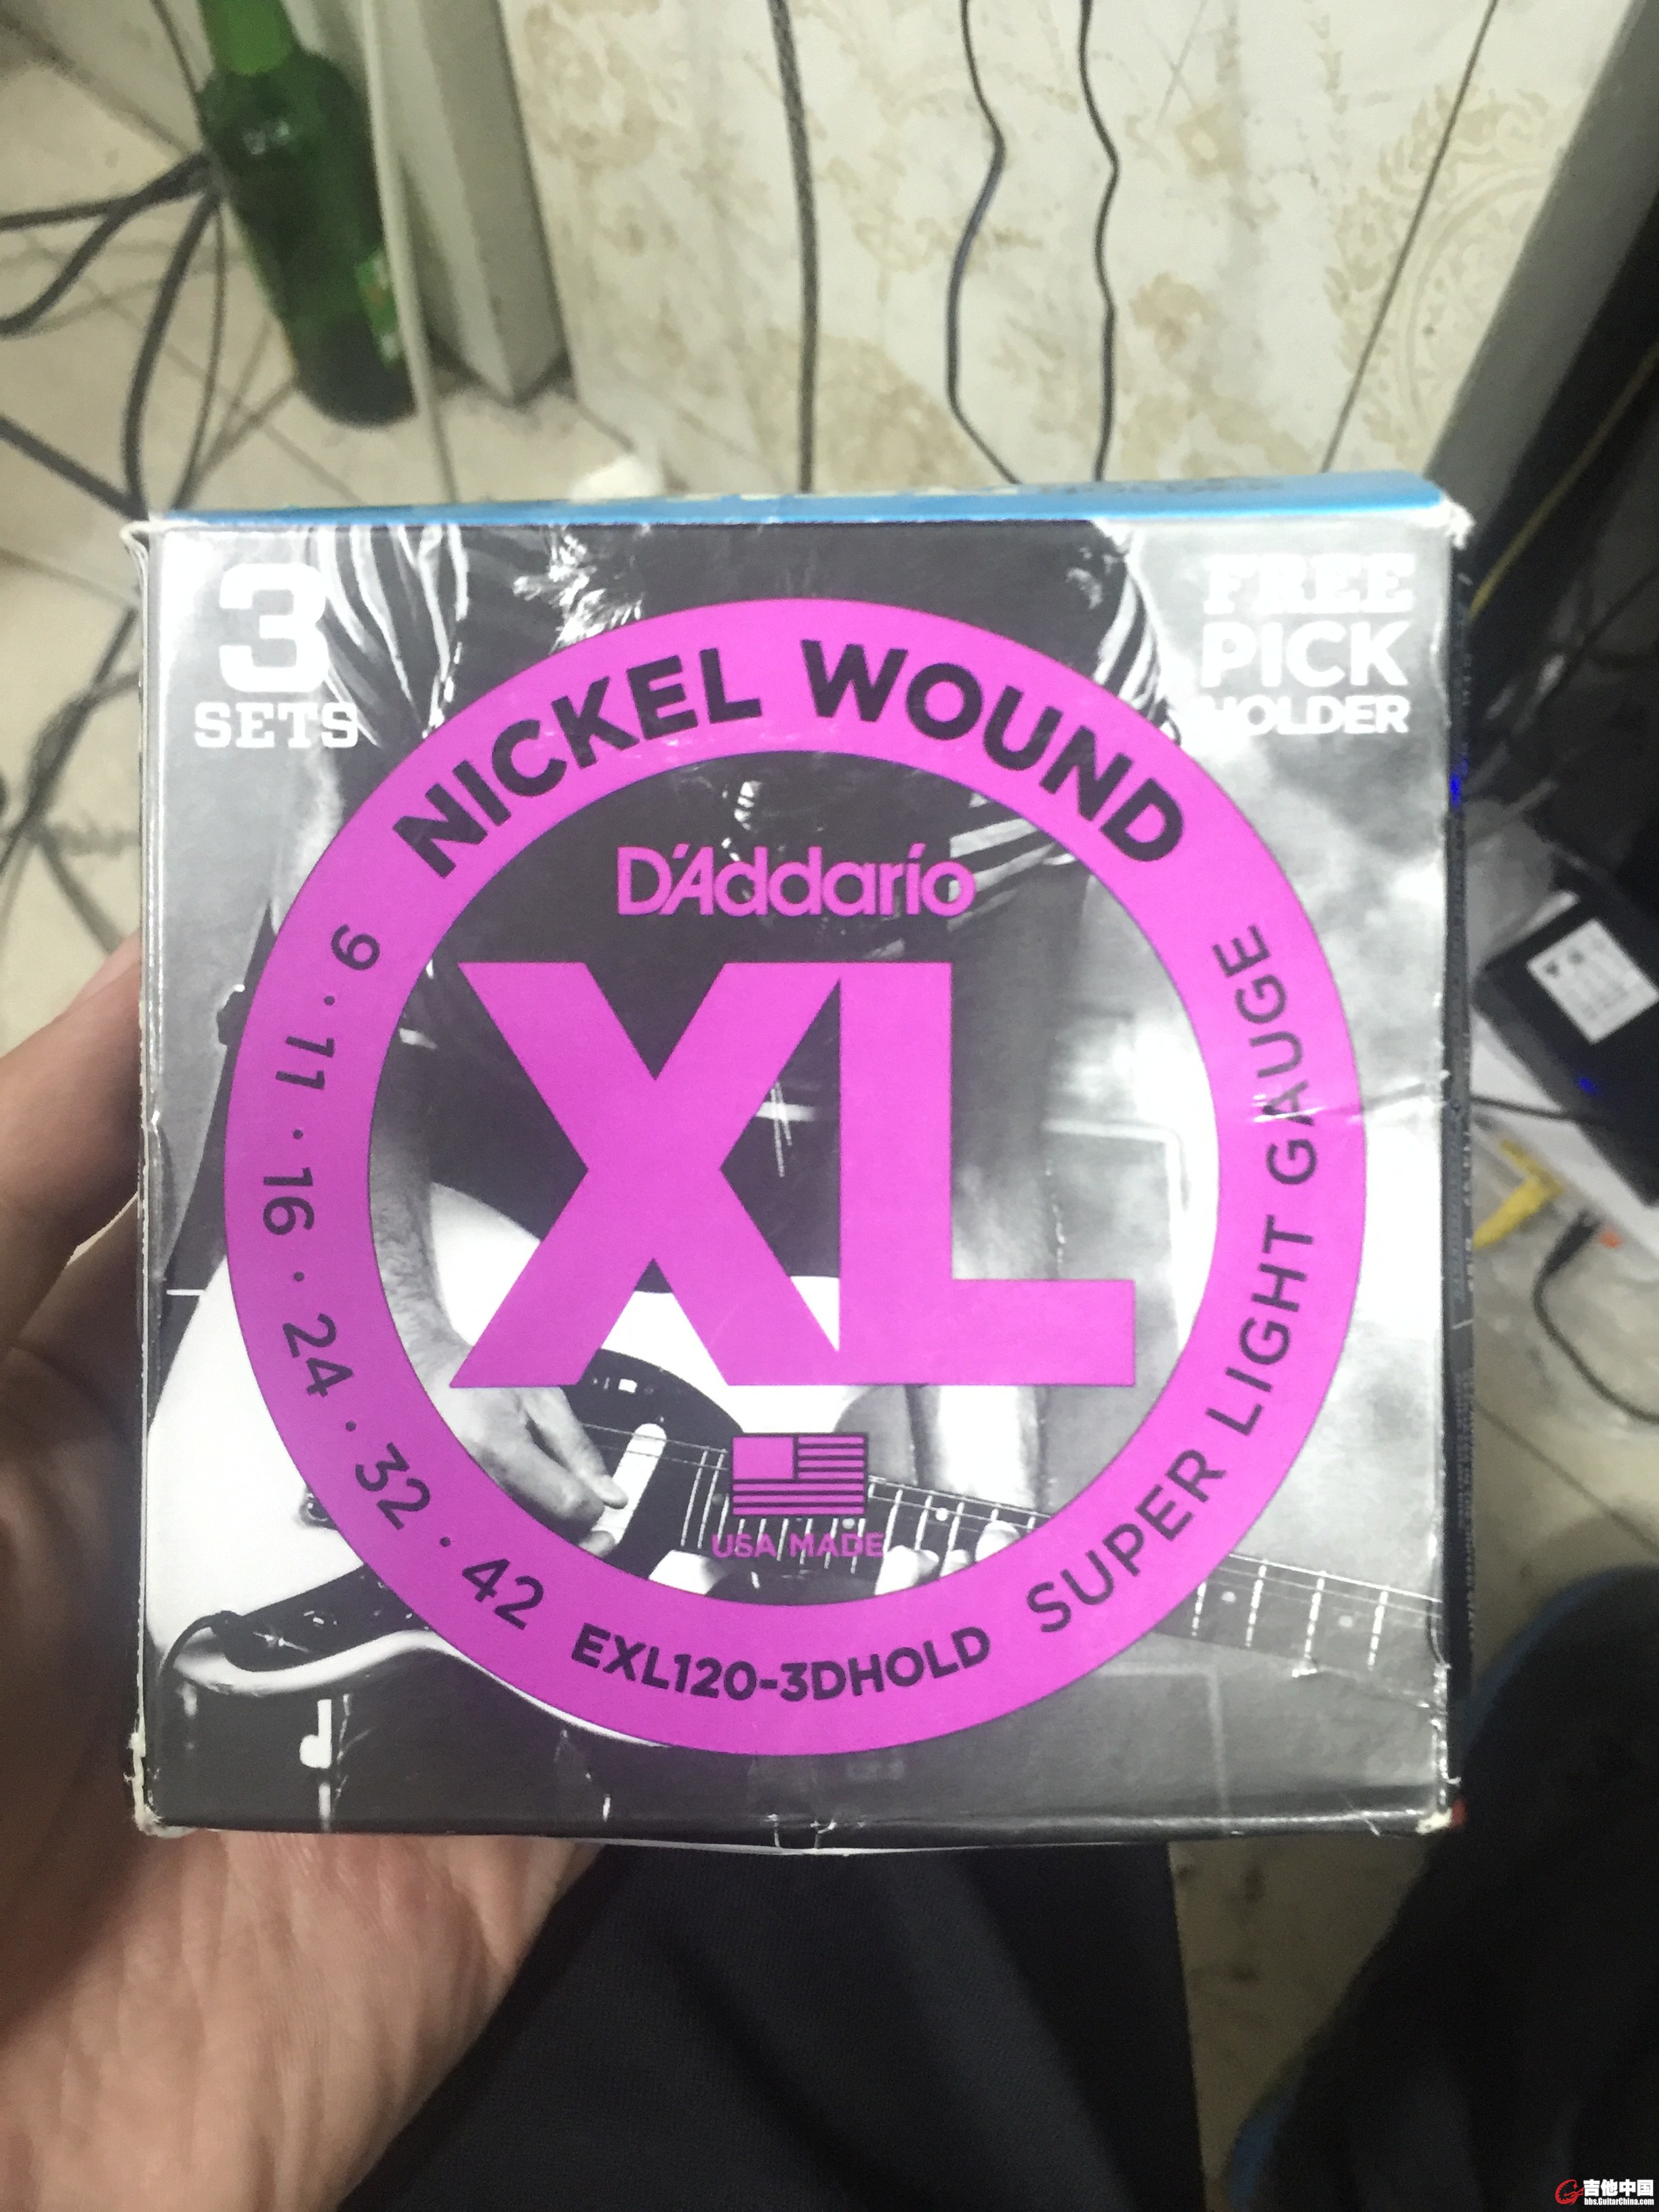 3
SETS
FREE
PICK
HOLDER
NICKEL WOUND
D'Addario
XL
USA MADE
9 · 11 · 16 · 24 · 32 · 42
EXL120-3DHOLD
SUPER LIGHT GAUGE
吉他中国
bbs.GuitarChina.com